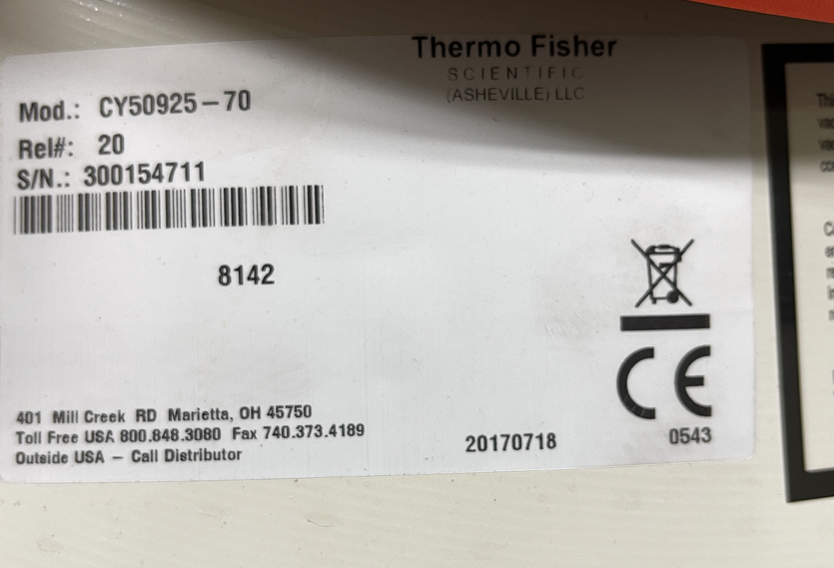 Thermo Fisher
SCIENTIFIC
(ASHEVILLE) LLC
Mod.: CY50925-70
Rel#: 20
S/N.: 300154711
8142
401 Mill Creek RD Marietta, OH 45750
Toll Free USA 800.848.3080 Fax 740.373.4189
Outside USA – Call Distributor
20170718
CE
0543